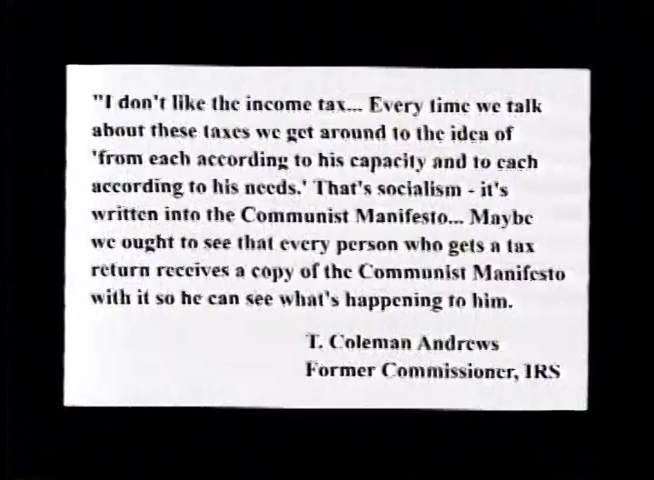 "I don't like the income tax... Every time we talk
about these taxes we get around to the idea of
'from each according to his capacity and to each
according to his needs.' That's socialism - it's
written into the Communist Manifesto... Maybe
we ought to see that every person who gets a tax
return receives a copy of the Communist Manifesto
with it so he can see what's happening to him.
T. Coleman Andrews
Former Commissioner, IRS